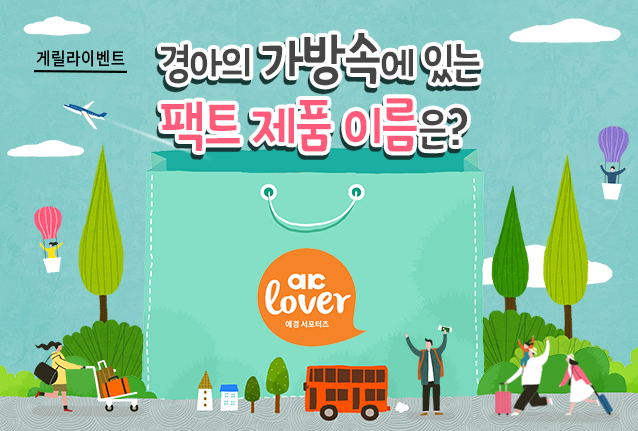 게릴라이벤트
경아의 가방속에 있는
팩트 제품 이름은?
ak
lover
애경 서포터즈